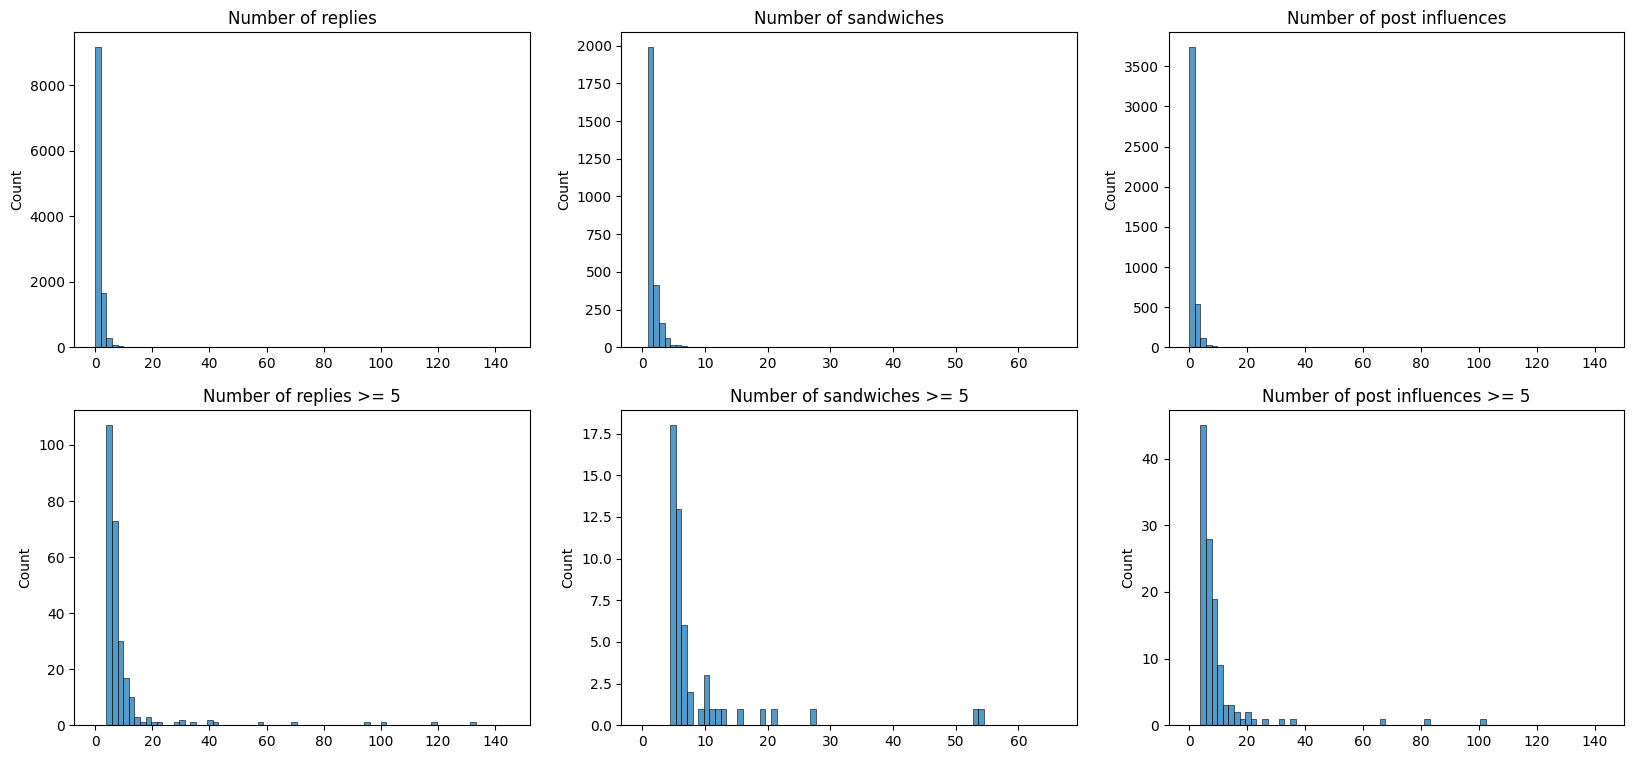 Number of replies
Number of sandwiches
Number of post influences
8000
6000
4000
2000
0
Count
0 20 40 60 80 100 120 140
2000
1750
1500
1250
1000
750
500
250
0
Count
0 10 20 30 40 50 60
3500
3000
2500
2000
1500
1000
500
0
Count
0 20 40 60 80 100 120 140
Number of replies >= 5
Number of sandwiches >= 5
Number of post influences >= 5
100
80
60
40
20
0
Count
0 20 40 60 80 100 120 140
17.5
15.0
12.5
10.0
7.5
5.0
2.5
0.0
Count
0 10 20 30 40 50 60
40
30
20
10
0
Count
0 20 40 60 80 100 120 140